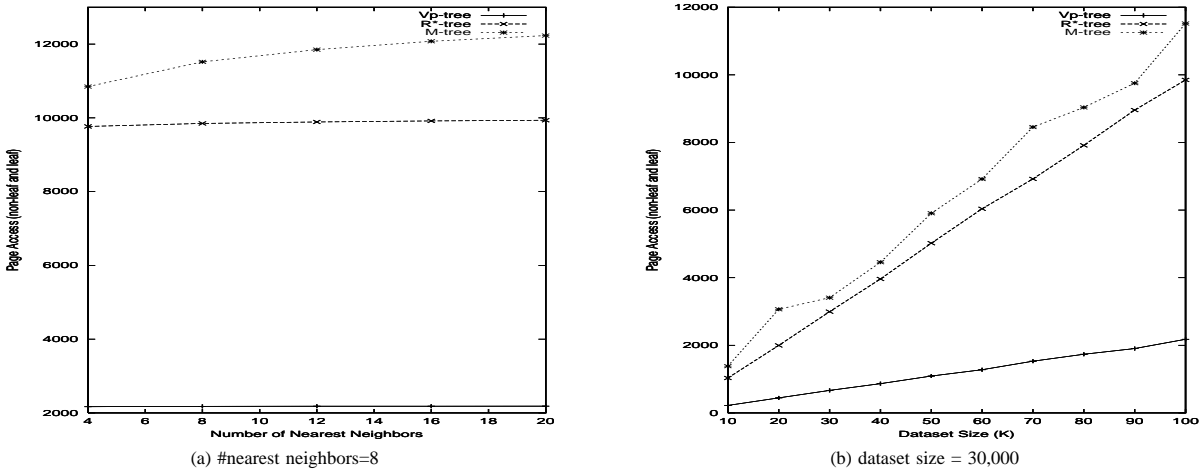 Vp-tree
R*-tree
M-tree
12000
10000
8000
6000
4000
2000
4 6 8 10 12 14 16 18 20
Page Access (non-leaf and leaf)
Number of Nearest Neighbors
(a) #nearest neighbors=8
Vp-tree
R*-tree
M-tree
12000
10000
8000
6000
4000
2000
0
10 20 30 40 50 60 70 80 90 100
Page Access (non-leaf and leaf)
Dataset Size (K)
(b) dataset size = 30,000